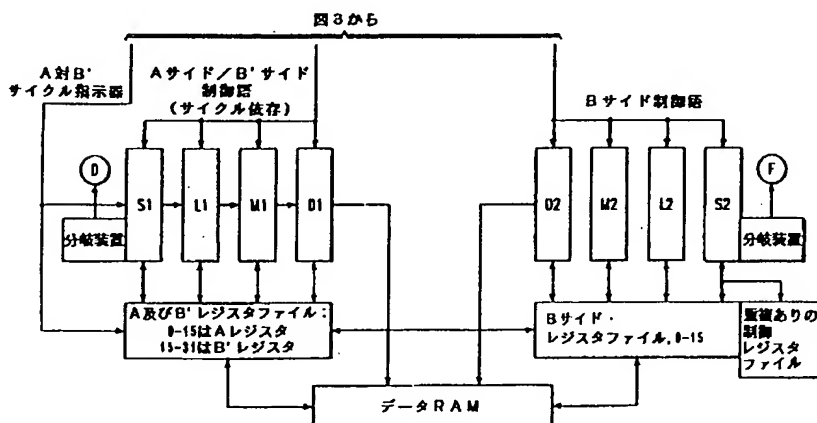 図3から
A対B'
サイクル指示器
Aサイド/B'サイド
制御語
(サイクル依存)
Bサイド制御語
D
S1
L1
M1
D1
D2
M2
L2
S2
F
分岐装置
分岐装置
A及びB'レジスタファイル:
0-15はAレジスタ
15-31はB'レジスタ
Bサイド・
レジスタファイル,0-15
重複ありの
制御
レジスタ
ファイル
データRAM